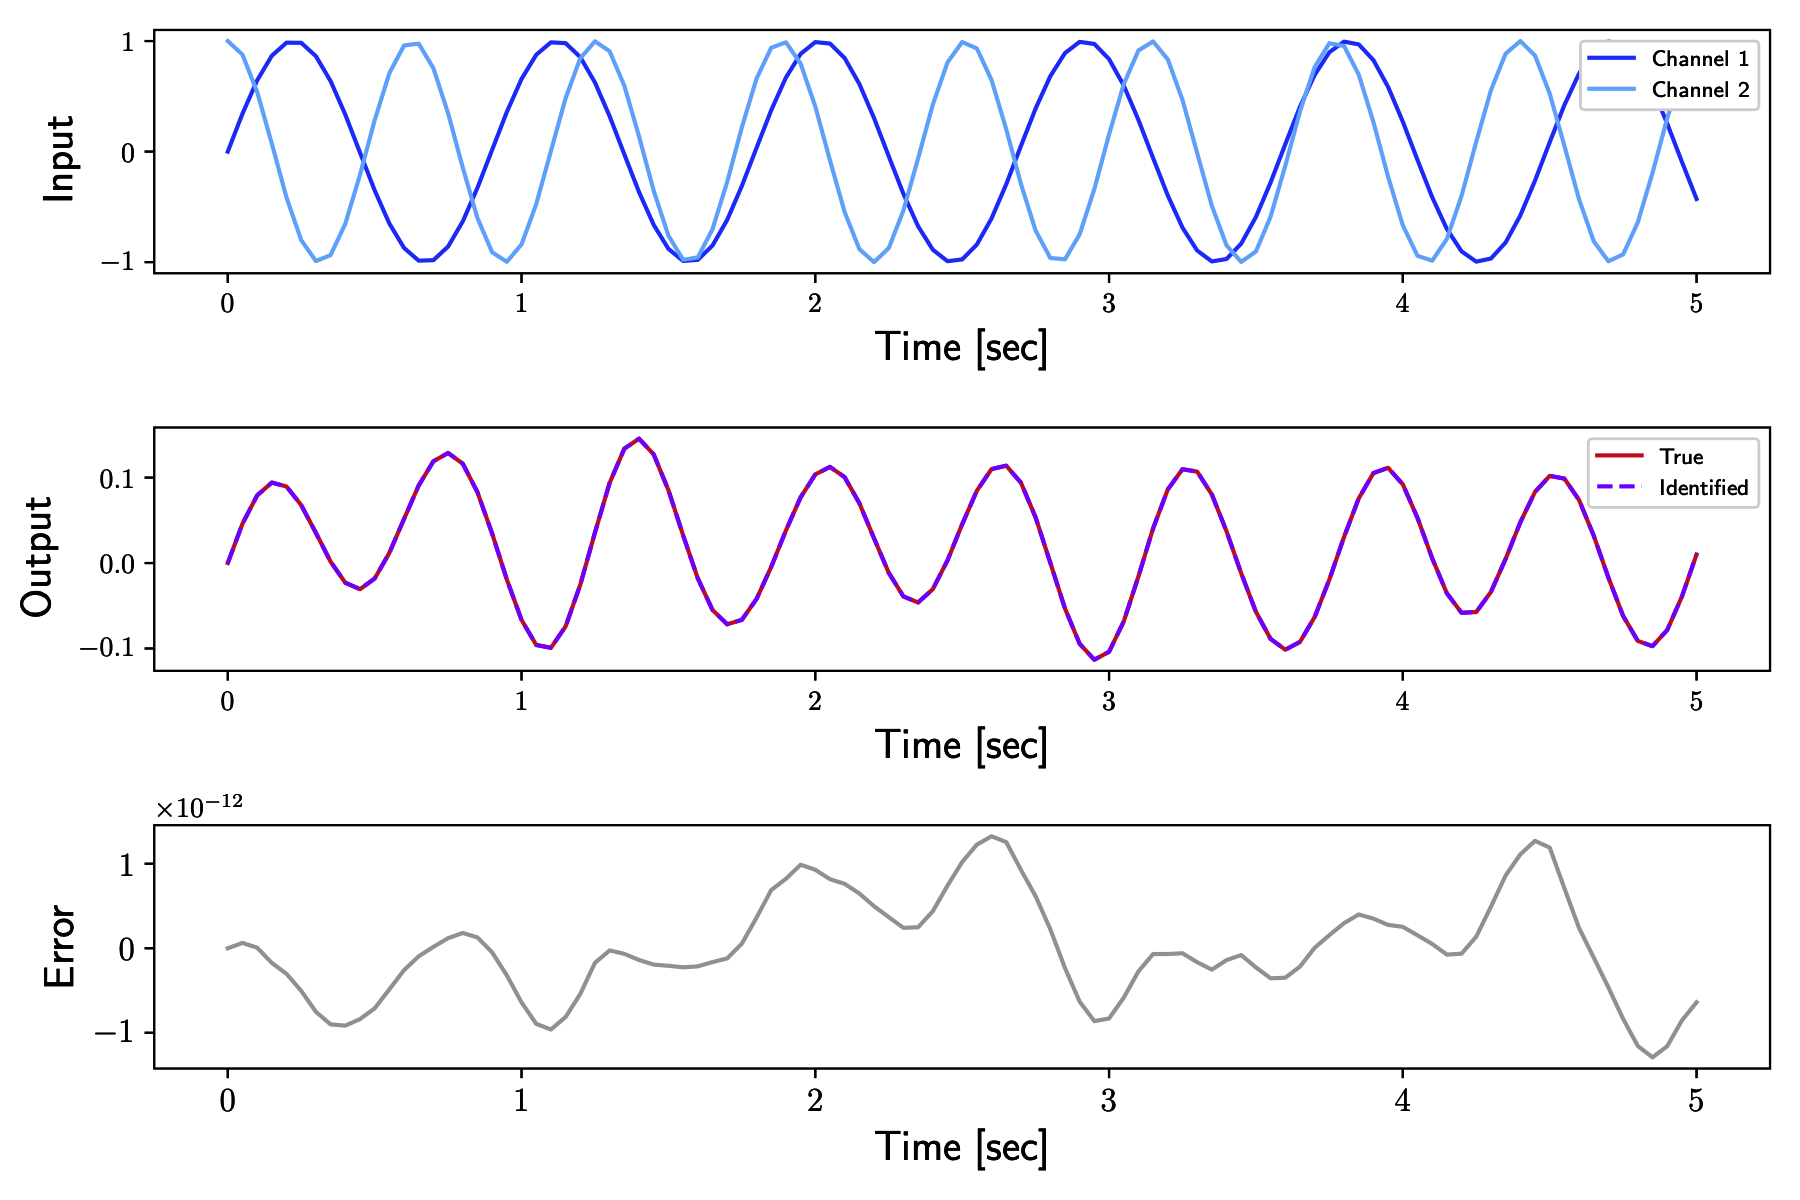 1
0
−1
Input
Channel 1
Channel 2
0 1 2 3 4 5
Time [sec]
0.1
0.0
−0.1
Output
True
Identified
0 1 2 3 4 5
Time [sec]
×10⁻¹²
1
0
−1
Error
0 1 2 3 4 5
Time [sec]